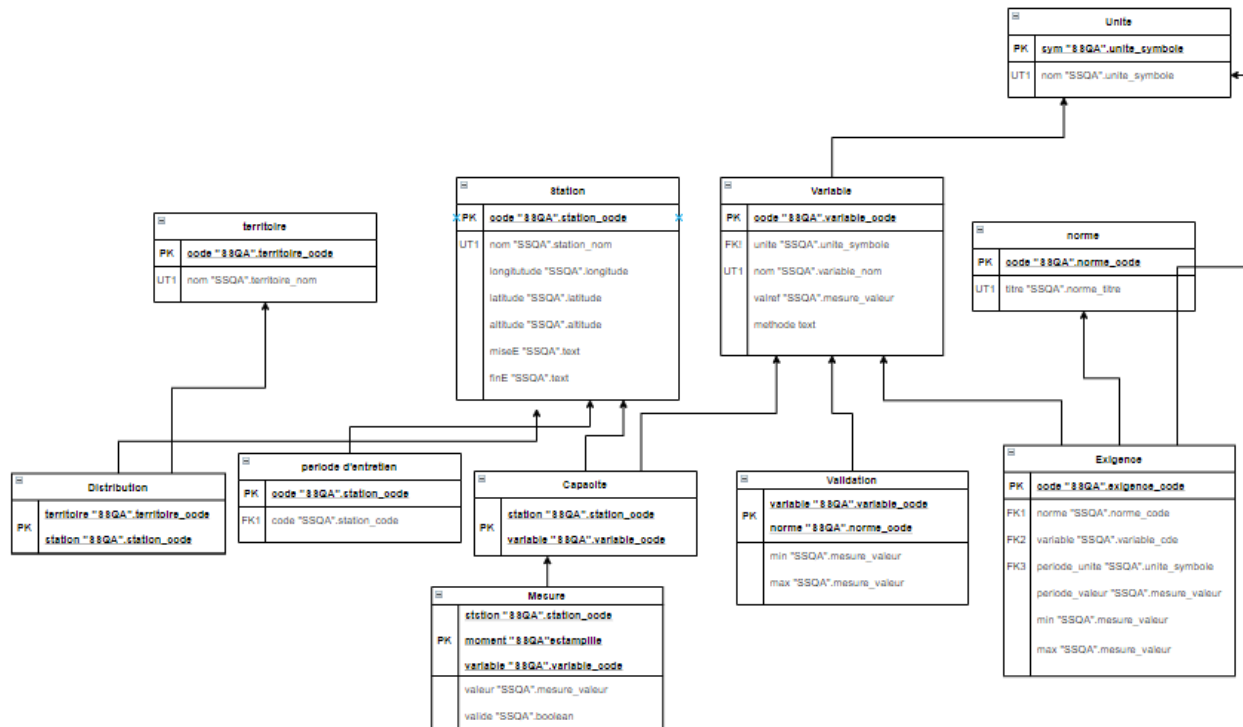 Unite
PK sym "SSQA".unite_symbole
UT1 nom "SSQA".unite_symbole
Station
PK code "SSQA".station_code
UT1 nom "SSQA".station_nom
longitutude "SSQA".longitude
latitude "SSQA".latitude
altitude "SSQA".altitude
miseE "SSQA".text
finE "SSQA".text
Variable
PK code "SSQA".variable_code
FK! unite "SSQA".unite_symbole
UT1 nom "SSQA".variable_nom
valref "SSQA".mesure_valeur
methode text
territoire
PK code "SSQA".territoire_code
UT1 nom "SSQA".territoire_nom
norme
PK code "SSQA".norme_code
UT1 titre "SSQA".norme_titre
Distribution
PK
territoire "SSQA".territoire_code
station "SSQA".station_code
periode d'entretien
PK code "SSQA".station_code
FK1 code "SSQA".station_code
Capacite
PK
station "SSQA".station_code
variable "SSQA".variable_code
Validation
PK
variable "SSQA".variable_code
norme "SSQA".norme_code
min "SSQA".mesure_valeur
max "SSQA".mesure_valeur
Exigence
PK code "SSQA".exigence_code
FK1 norme "SSQA".norme_code
FK2 variable "SSQA".variable_cde
FK3 periode_unite "SSQA".unite_symbole
periode_valeur "SSQA".mesure_valeur
min "SSQA".mesure_valeur
max "SSQA".mesure_valeur
Mesure
ststion "SSQA".station_code
PK moment "SSQA"estampille
variable "SSQA".variable_code
valeur "SSQA".mesure_valeur
valide "SSQA".boolean